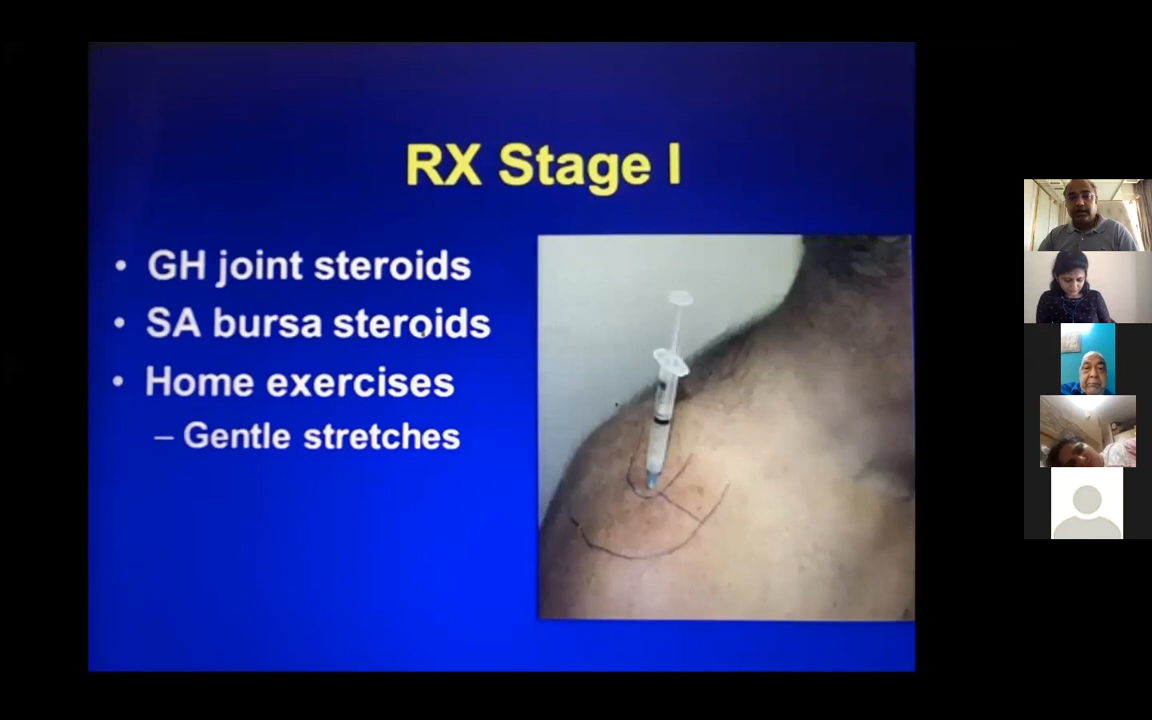 RX Stage I
• GH joint steroids
• SA bursa steroids
• Home exercises
– Gentle stretches